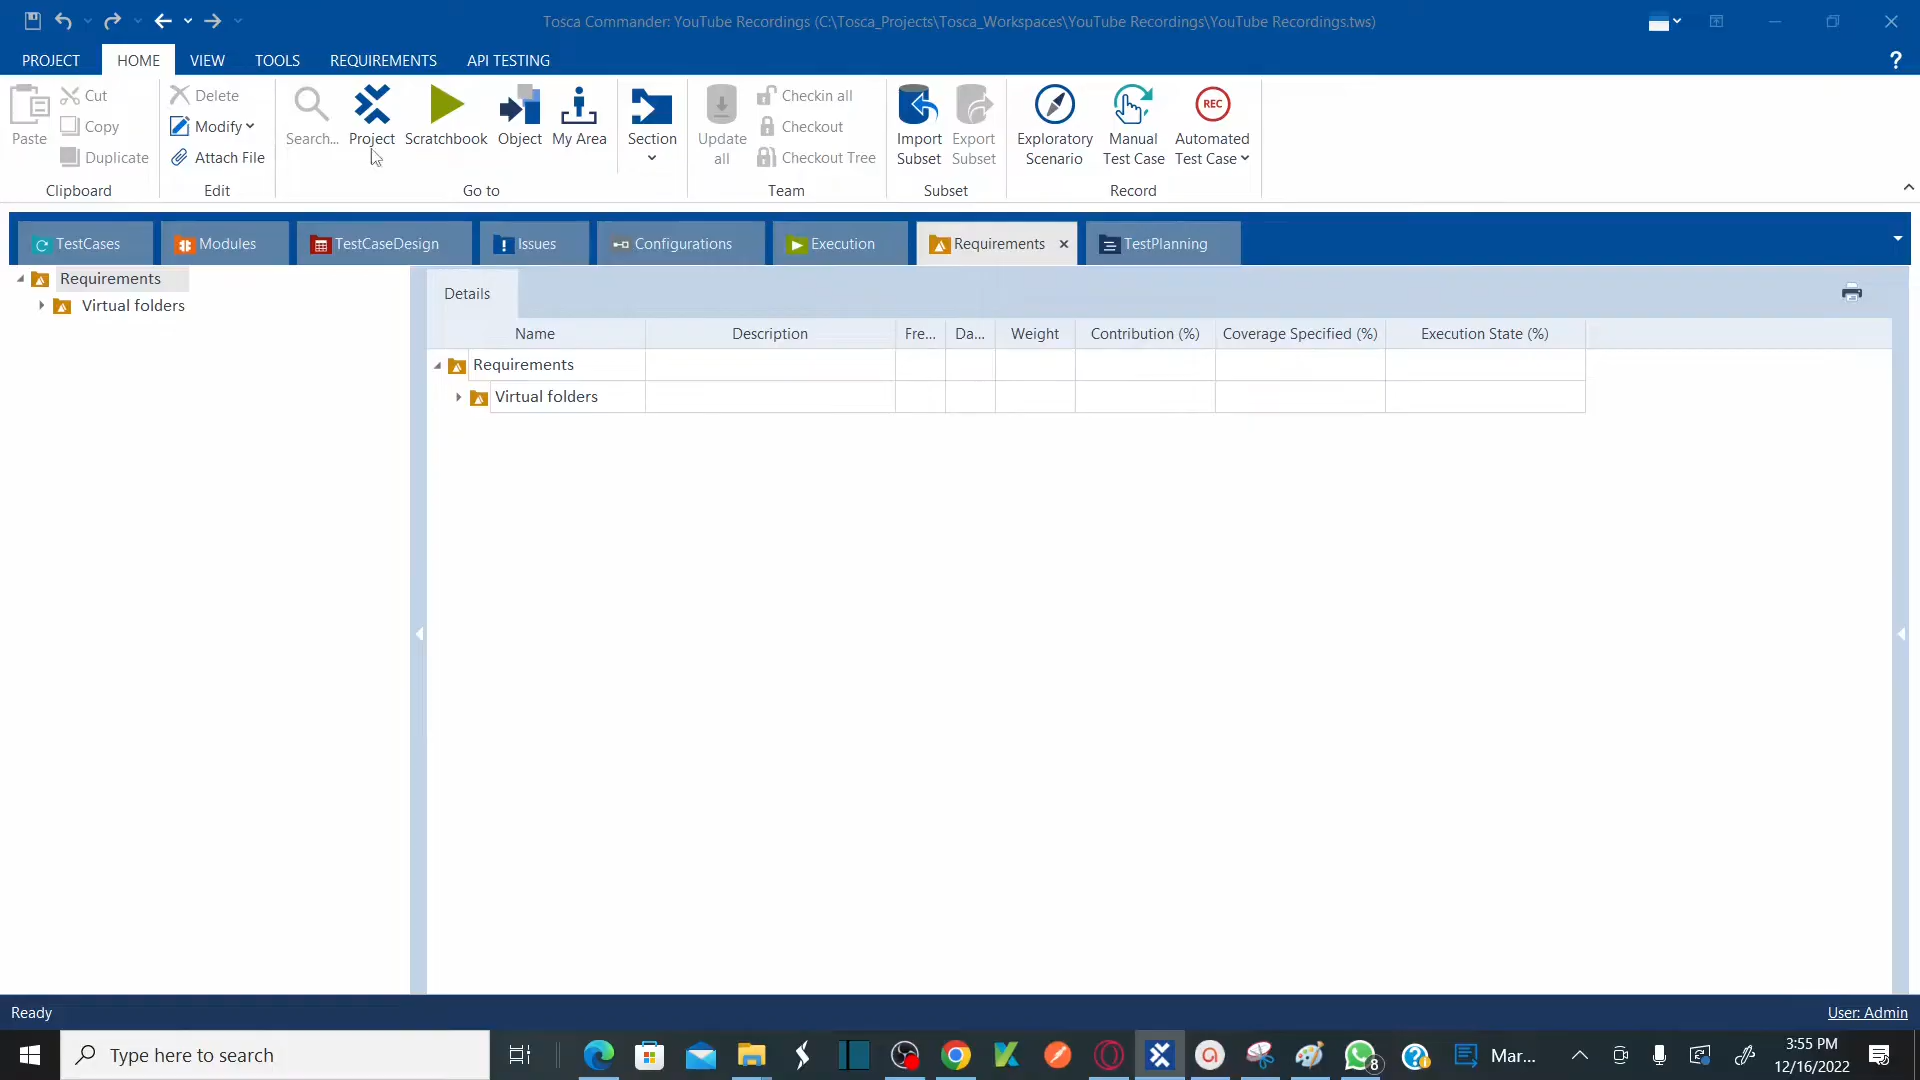 Tosca Commander: YouTube Recordings (C:\Tosca_Projects\Tosca_Workspaces\YouTube Recordings\YouTube Recordings.tws)
PROJECT HOME VIEW TOOLS REQUIREMENTS API TESTING ?
Paste Cut Copy Duplicate
Clipboard
Delete Modify Attach File
Edit
Search... Project Scratchbook Object My Area Section
Go to
Update all Checkin all Checkout Checkout Tree
Team
Import Subset Export Subset
Subset
Exploratory Scenario Manual Test Case REC Automated Test Case
Record
TestCases Modules TestCaseDesign Issues Configurations Execution Requirements TestPlanning
Requirements
Virtual folders
Details
Name Description Fre... Da... Weight Contribution (%) Coverage Specified (%) Execution State (%)
Requirements
Virtual folders
Ready User: Admin
Type here to search 8 Mar... 3:55 PM
12/16/2022